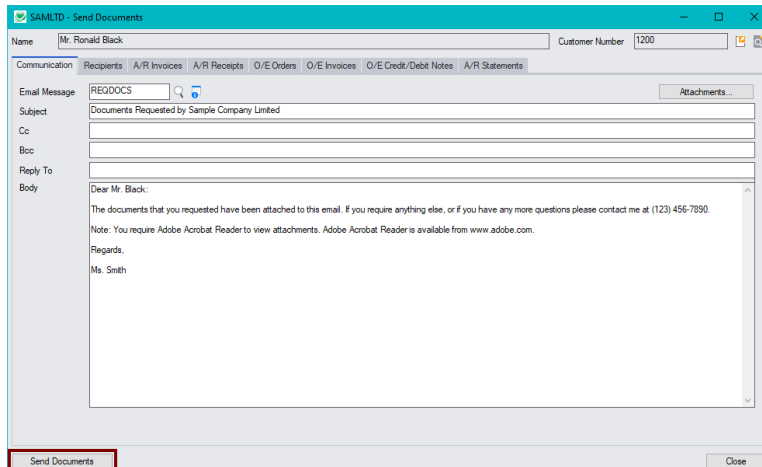 SAMLTD - Send Documents
Name Mr. Ronald Black Customer Number 1200
Communication Recipients A/R Invoices A/R Receipts O/E Orders O/E Invoices O/E Credit/Debit Notes A/R Statements
Email Message REQDOCS Attachments...
Subject Documents Requested by Sample Company Limited
Cc
Bcc
Reply To
Body Dear Mr. Black:
The documents that you requested have been attached to this email. If you require anything else, or if you have any more questions please contact me at (123) 456-7890.
Note: You require Adobe Acrobat Reader to view attachments. Adobe Acrobat Reader is available from www.adobe.com.
Regards,
Ms. Smith
Send Documents Close